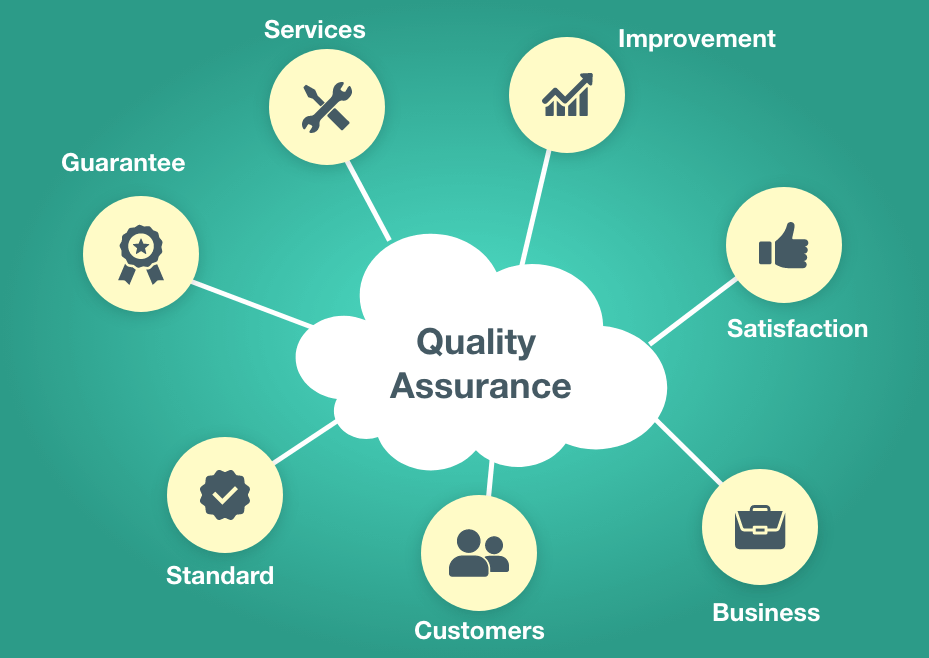 Services
Improvement
Guarantee
Satisfaction
Quality
Assurance
Standard
Business
Customers